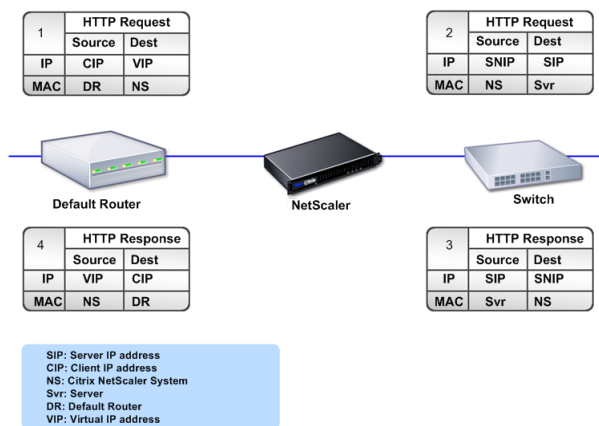 1 HTTP Request
Source Dest
IP CIP VIP
MAC DR NS
2 HTTP Request
Source Dest
IP SNIP SIP
MAC NS Svr
Default Router
NetScaler
Switch
4 HTTP Response
Source Dest
IP VIP CIP
MAC NS DR
3 HTTP Response
Source Dest
IP SIP SNIP
MAC Svr NS
SIP: Server IP address
CIP: Client IP address
NS: Citrix NetScaler System
Svr: Server
DR: Default Router
VIP: Virtual IP address